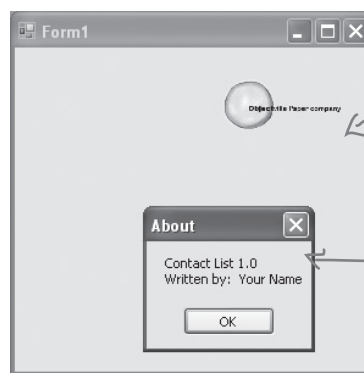 Form1
Objectville Paper company
About
Contact List 1.0
Written by: Your Name
OK